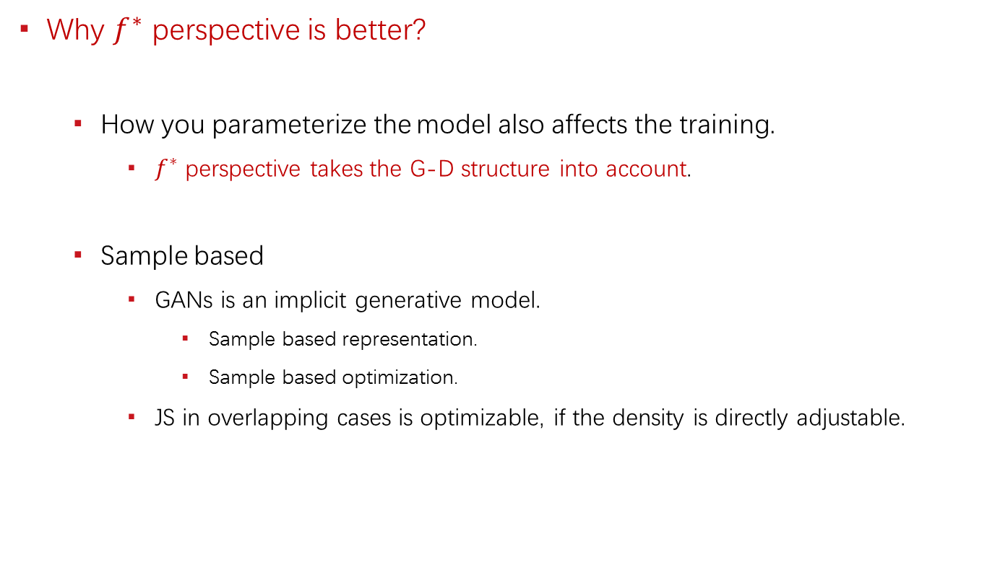 ▪ Why f* perspective is better?
▪ How you parameterize the model also affects the training.
▪ f* perspective takes the G-D structure into account.
▪ Sample based
▪ GANs is an implicit generative model.
▪ Sample based representation.
▪ Sample based optimization.
▪ JS in overlapping cases is optimizable, if the density is directly adjustable.